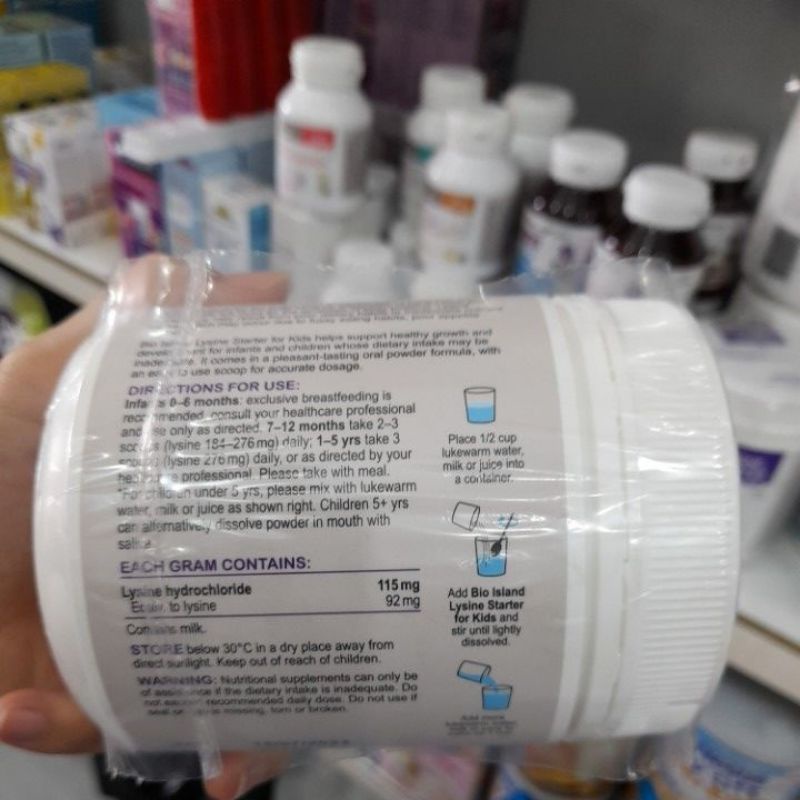 Bio Island Lysine Starter for Kids helps support healthy growth and
development for infants and children whose dietary intake may be
inadequate. It comes in a pleasant-tasting oral powder formula, with
an easy to use scoop for accurate dosage.
DIRECTIONS FOR USE:
Infants 0-6 months: exclusive breastfeeding is
recommended, consult your healthcare professional
and use only as directed. 7-12 months take 2-3
scoops (lysine 184-276 mg) daily; 1-5 yrs take 3
scoops (lysine 276 mg) daily, or as directed by your
healthcare professional. Please take with meal.
*For children under 5 yrs, please mix with lukewarm
water, milk or juice as shown right. Children 5+ yrs
can alternatively dissolve powder in mouth with
saliva.
EACH GRAM CONTAINS:
Lysine hydrochloride 115 mg
Equiv. to lysine 92 mg
Contains milk.
STORE below 30°C in a dry place away from
direct sunlight. Keep out of reach of children.
WARNING: Nutritional supplements can only be
of assistance if the dietary intake is inadequate. Do
not exceed recommended daily dose. Do not use if
missing, torn or broken.
Place 1/2 cup
lukewarm water,
milk or juice into
a container.
Add Bio Island
Lysine Starter
for Kids and
stir until lightly
dissolved.
Add more